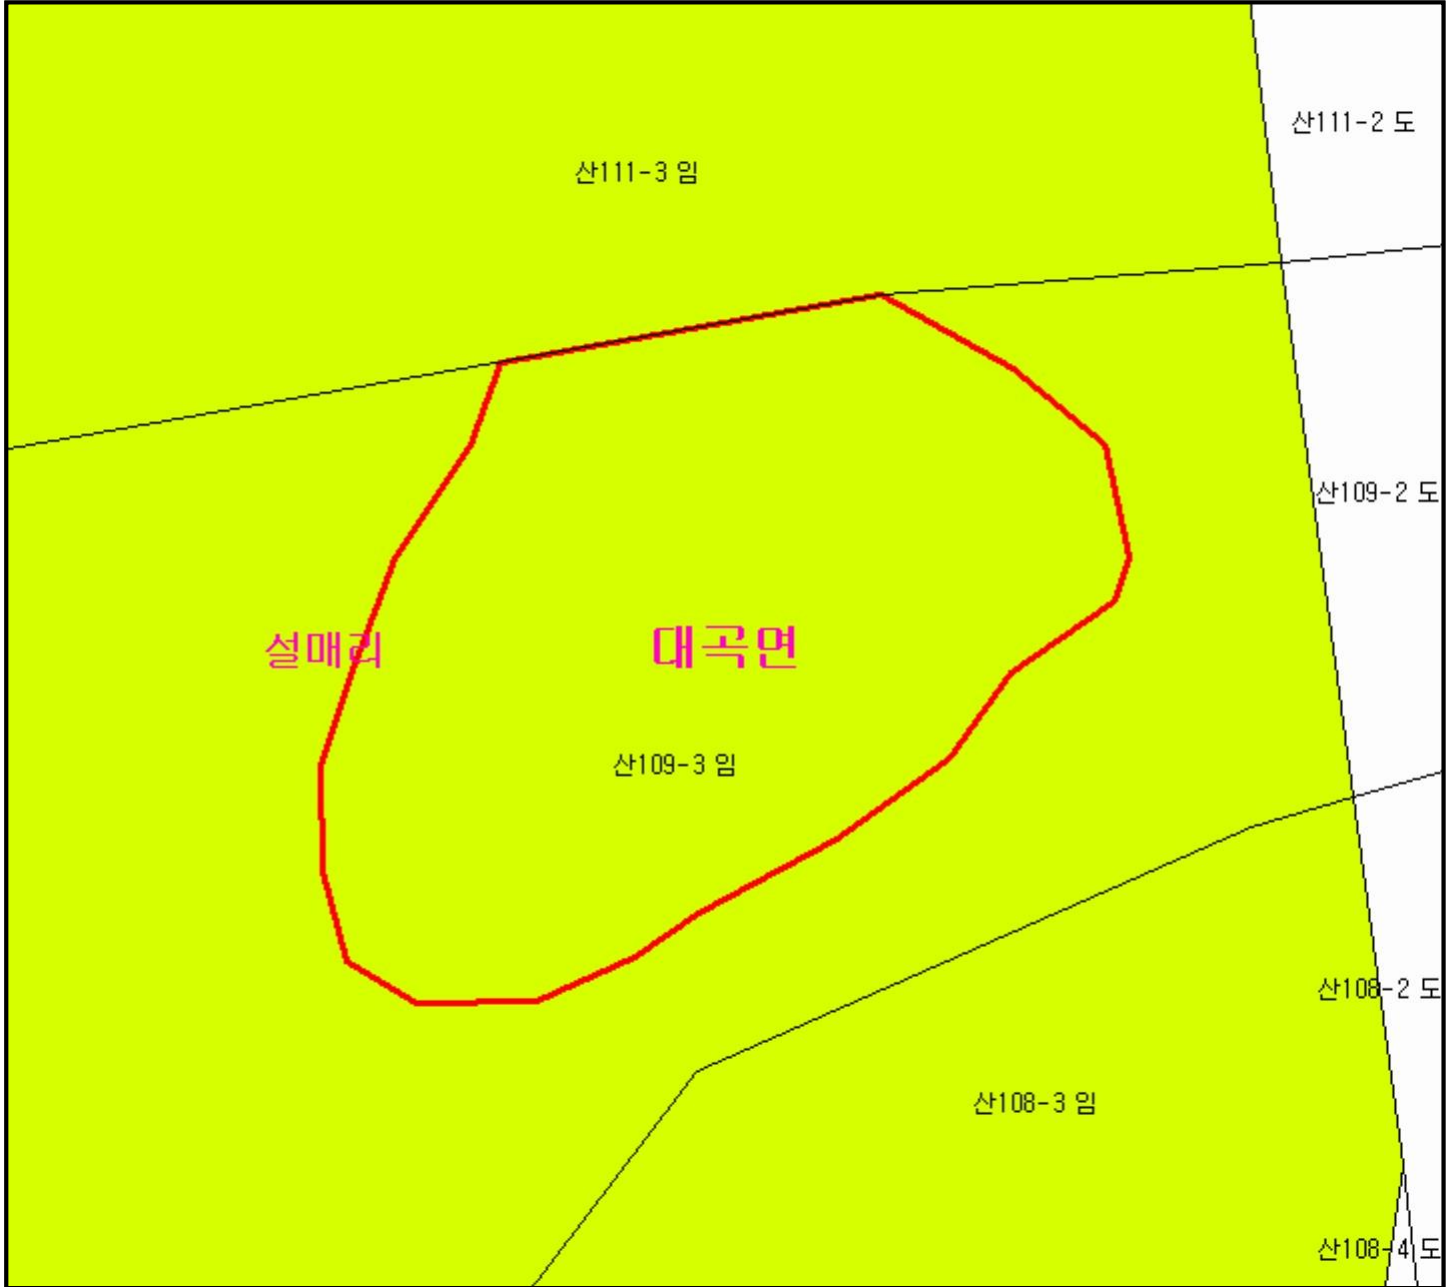 산111-2 도
산111-3 임
산109-2 도
설매리
대곡면
산109-3 임
산108-2 도
산108-3 임
산108-4 도